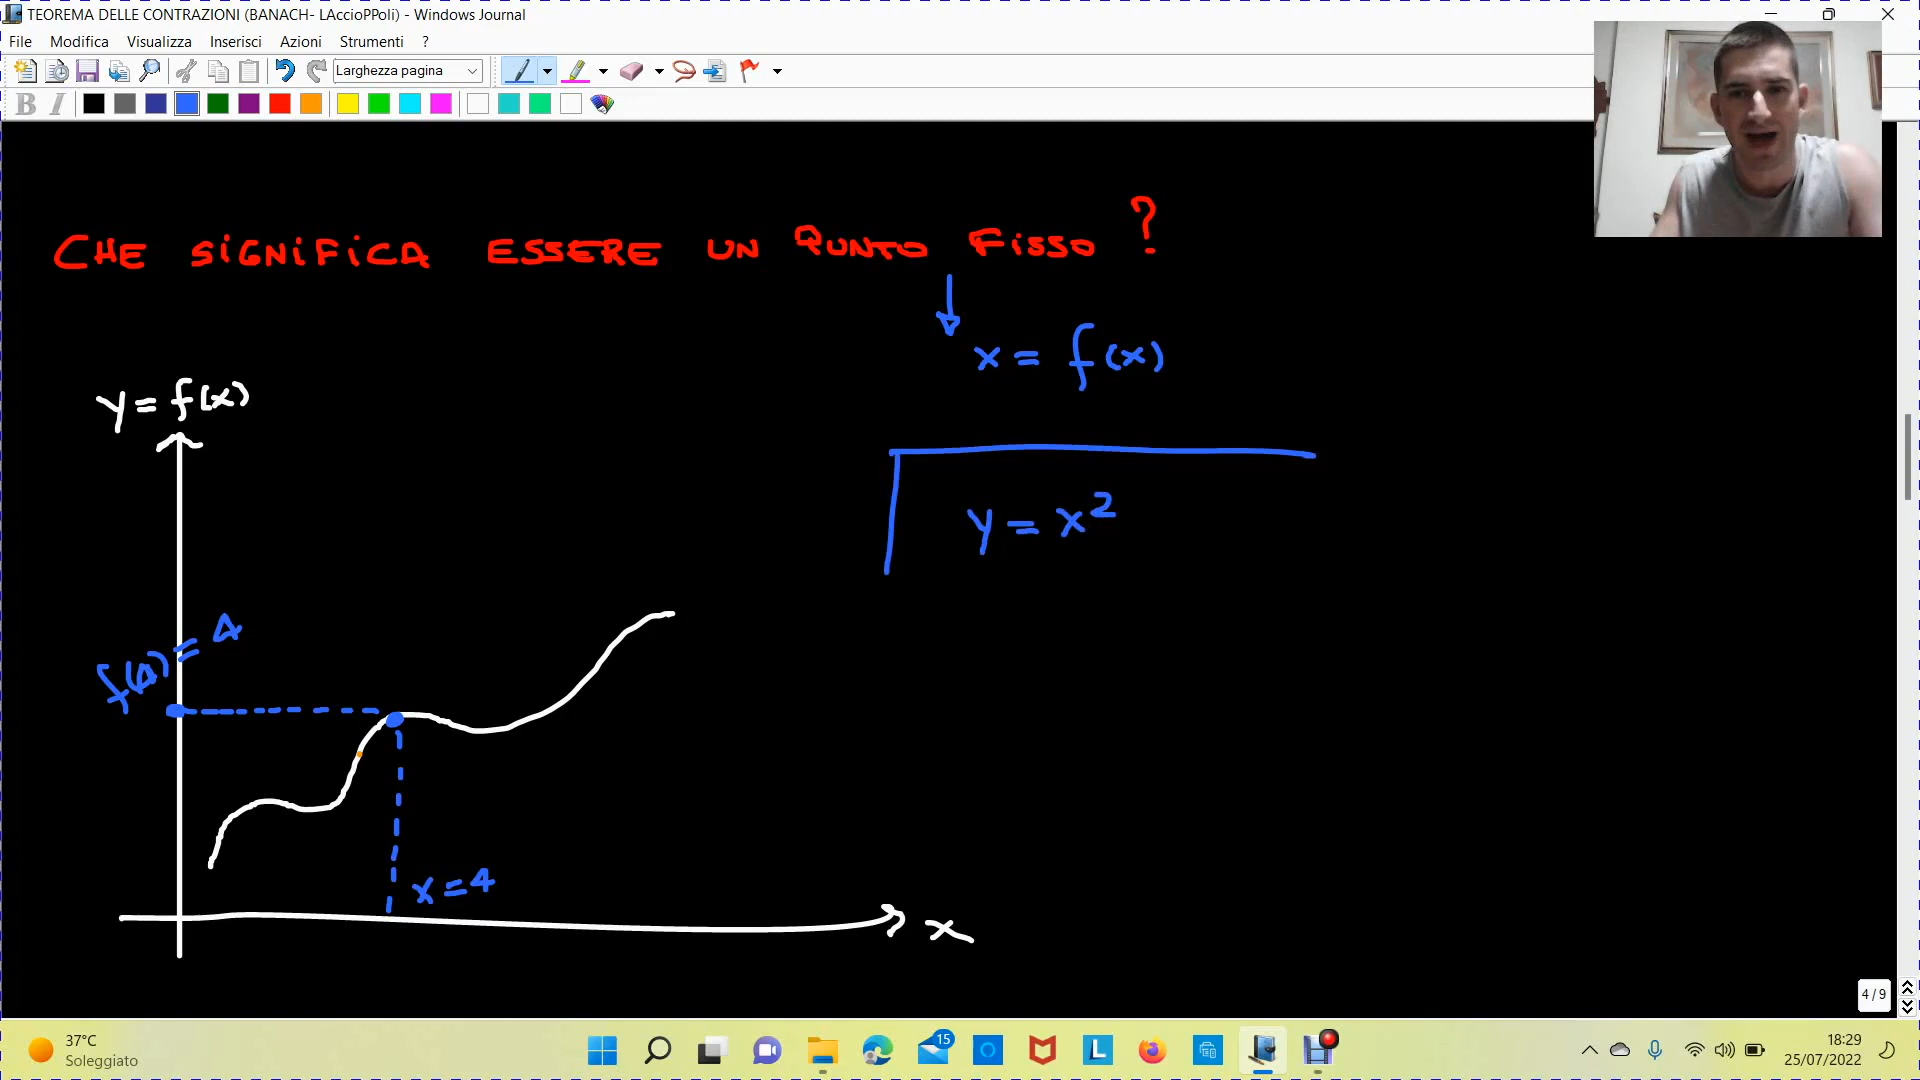 TEOREMA DELLE CONTRAZIONI (BANACH- LAccioPPoli) - Windows Journal
File Modifica Visualizza Inserisci Azioni Strumenti ?
Larghezza pagina
B I
CHE SIGNIFICA ESSERE UN PUNTO FISSO ?
x = f(x)
y = f(x)
y = x²
f(4) = 4
x = 4
x
4 / 9
37°C
Soleggiato
15
L
18:29
25/07/2022